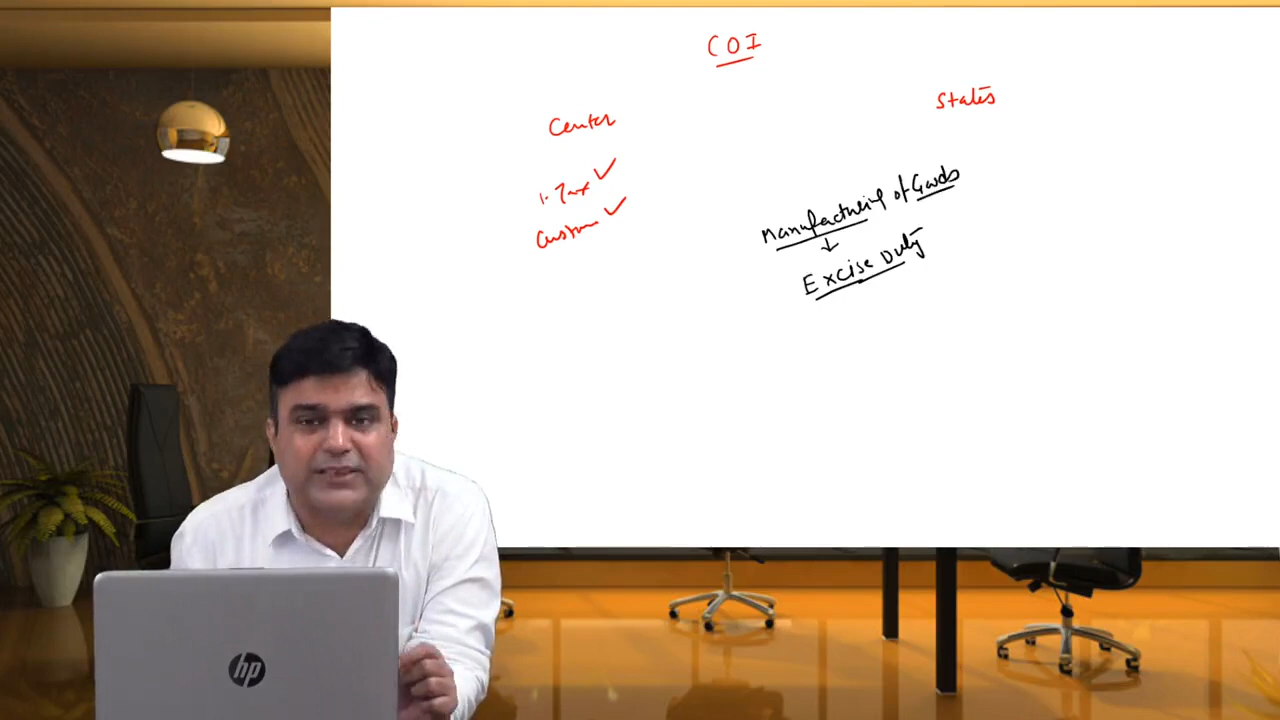 COI
Center
States
I. Tax ✓
Custom ✓
Manufacturing of Goods
↓
Excise Duty
hp